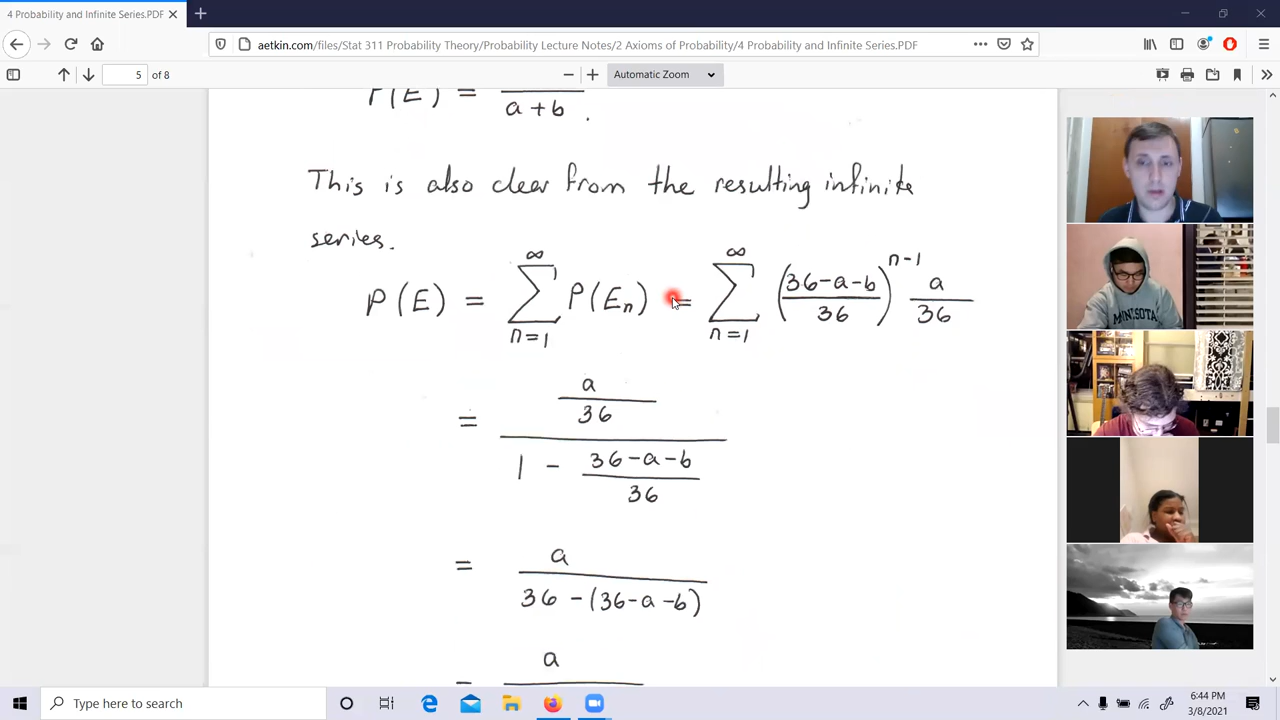 4 Probability and Infinite Series.PDF
aetkin.com/files/Stat 311 Probability Theory/Probability Lecture Notes/2 Axioms of Probability/4 Probability and Infinite Series.PDF
5 of 8
Automatic Zoom
P(E) = 
a + b .
This is also clear from the resulting infinite
series.
P(E) = ∑_{n=1}^{∞} P(Eₙ) = ∑_{n=1}^{∞} ((36-a-b)/36)^{n-1} a/36
= (a/36) / (1 - (36-a-b)/36)
= a / (36 - (36-a-b))
= a
MINNESOTA
Type here to search
6:44 PM
3/8/2021